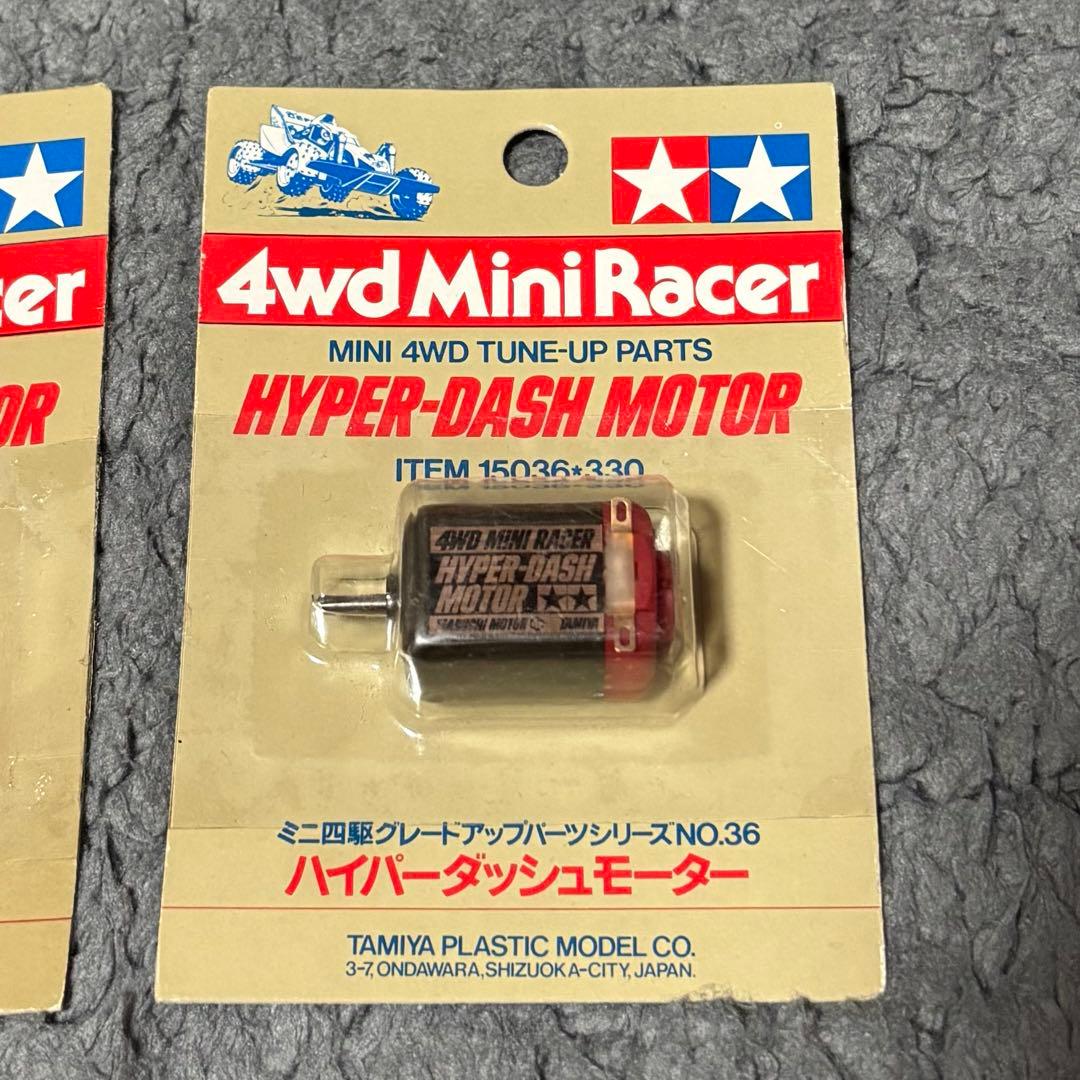 cer
OR
4wd Mini Racer
MINI 4WD TUNE-UP PARTS
HYPER-DASH MOTOR
ITEM 15036*330
4WD MINI RACER
HYPER-DASH
MOTOR
MABUCHI MOTOR TAMIYA
ミニ四駆グレードアップパーツシリーズNO.36
ハイパーダッシュモーター
TAMIYA PLASTIC MODEL CO.
3-7, ONDAWARA, SHIZUOKA-CITY, JAPAN.